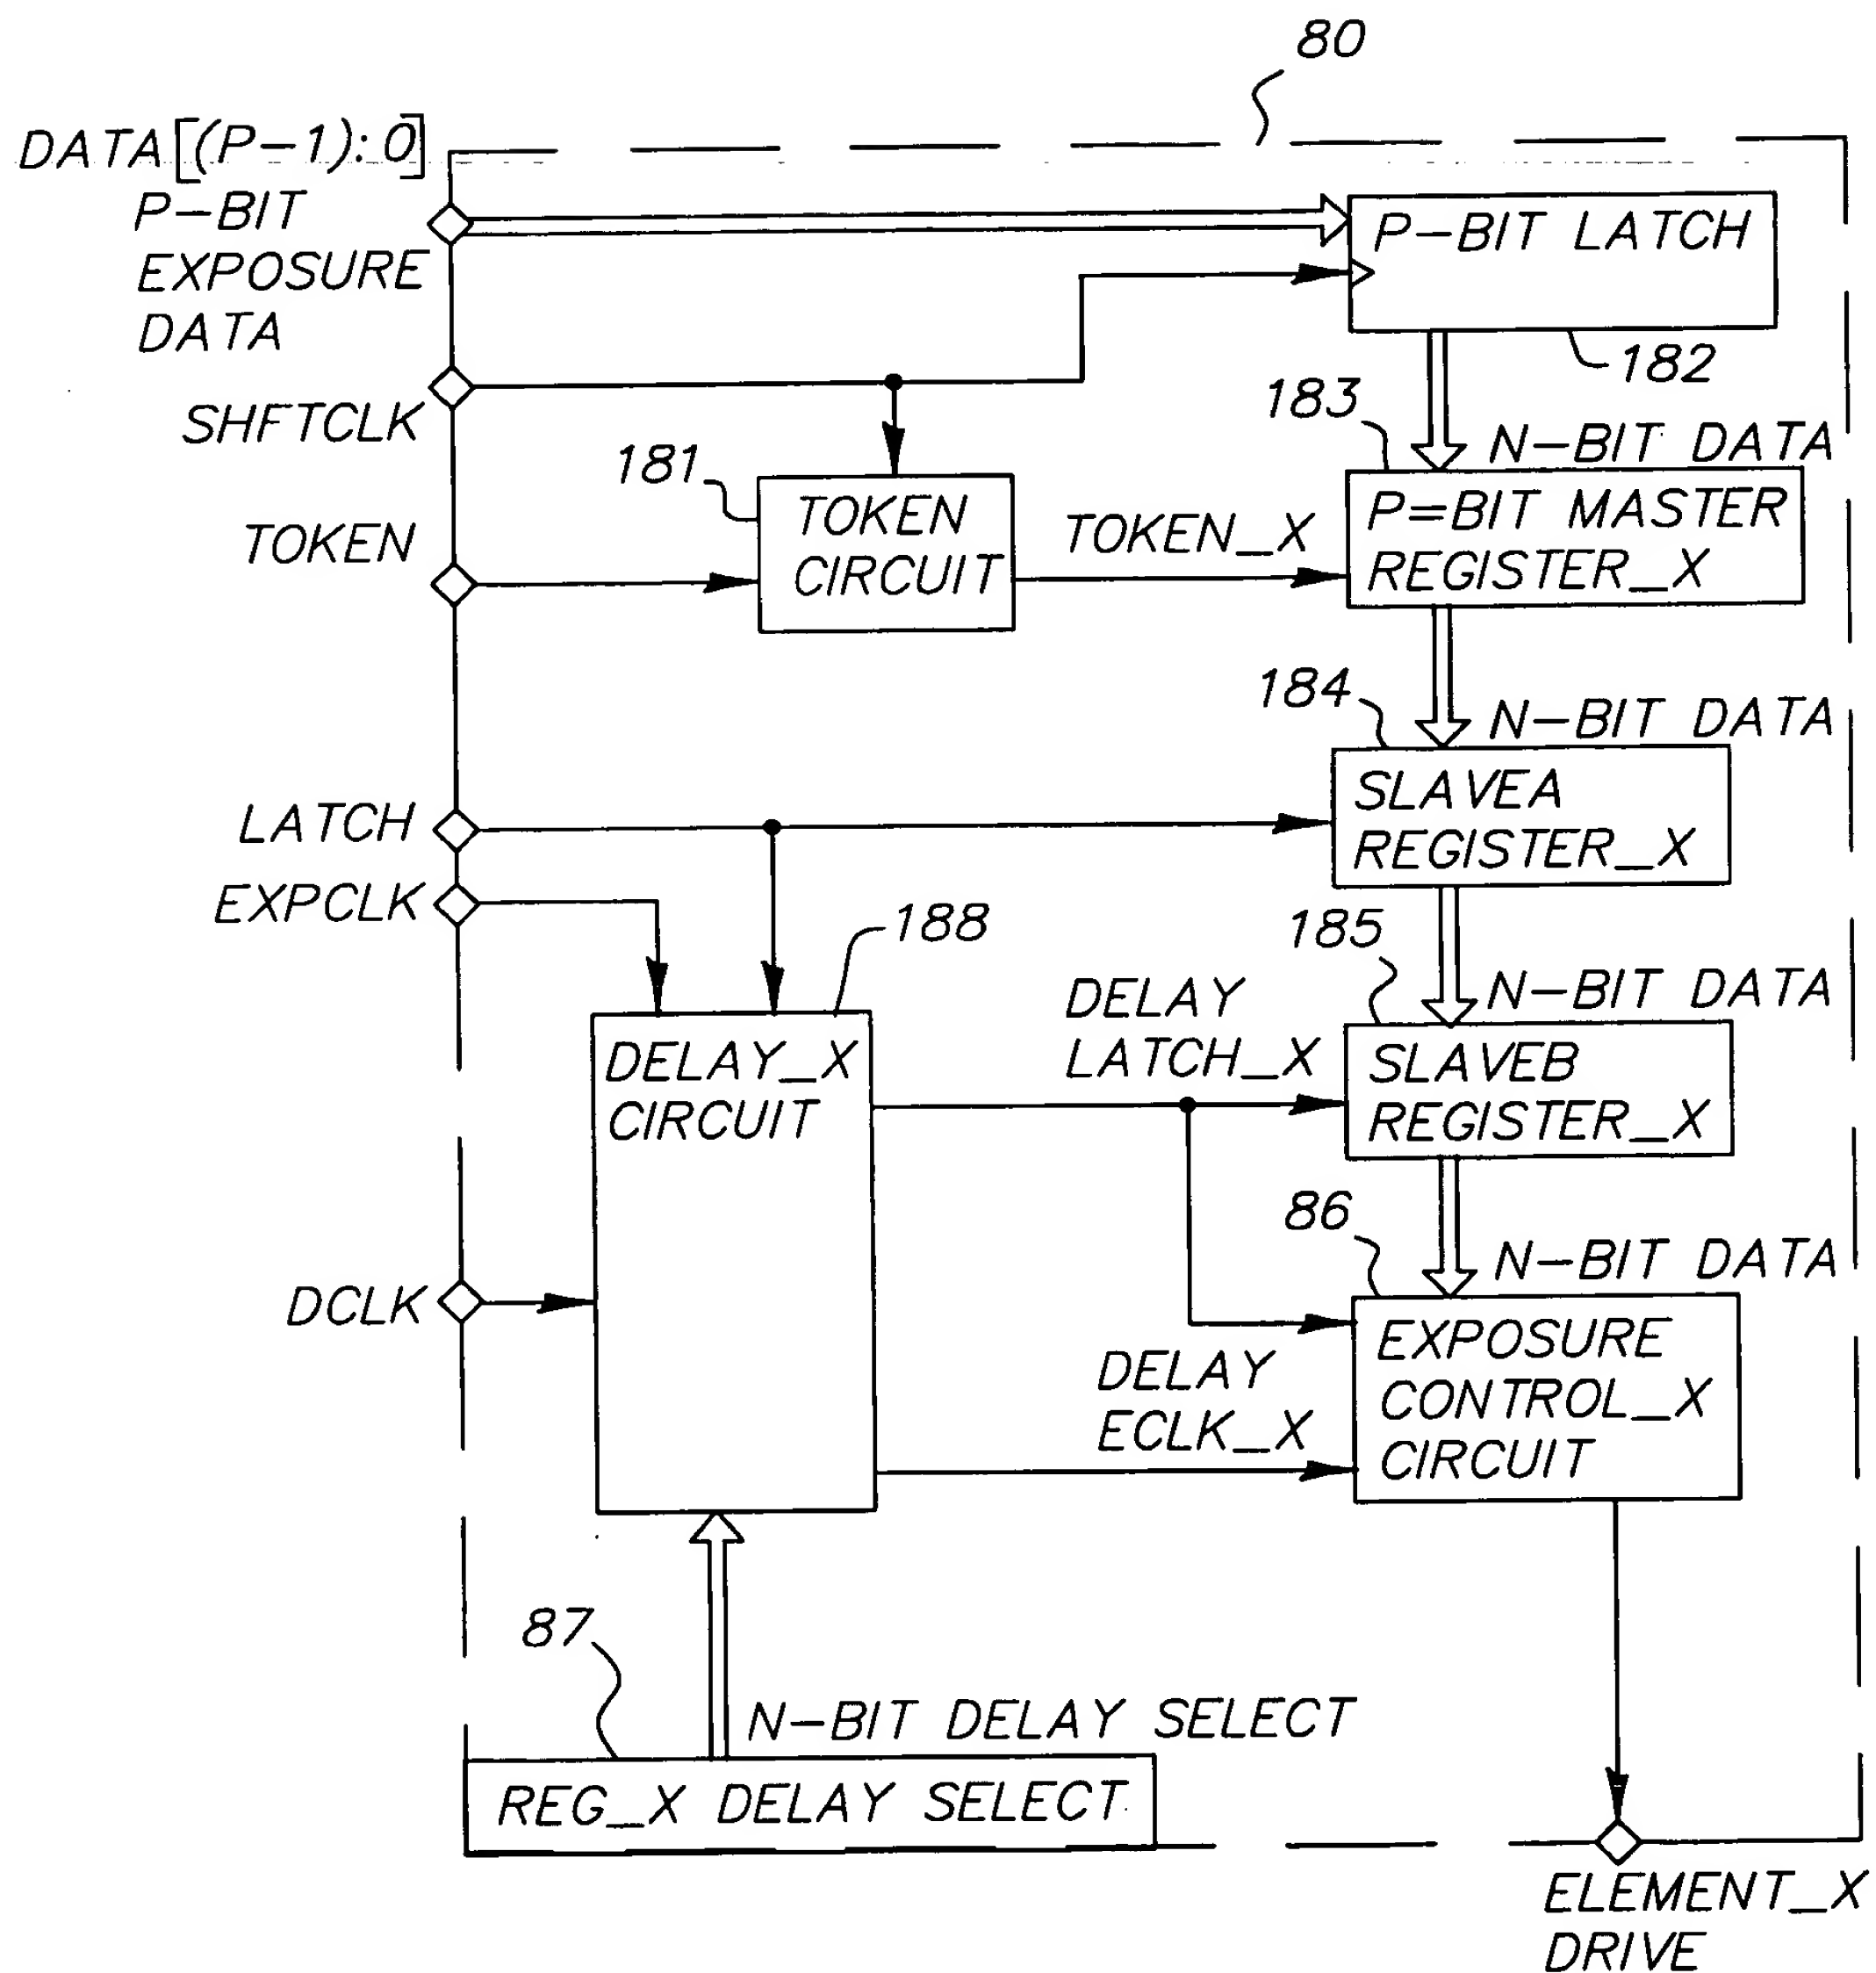 80
DATA[(P-1):0]
P-BIT
EXPOSURE
DATA
P-BIT LATCH
182
SHFTCLK
183
N-BIT DATA
181
TOKEN
CIRCUIT
TOKEN
TOKEN_X
P=BIT MASTER
REGISTER_X
184
N-BIT DATA
LATCH
SLAVEA
REGISTER_X
EXPCLK
188
185
N-BIT DATA
DELAY
LATCH_X
DELAY_X
CIRCUIT
SLAVEB
REGISTER_X
86
N-BIT DATA
DCLK
EXPOSURE
CONTROL_X
CIRCUIT
DELAY
ECLK_X
87
N-BIT DELAY SELECT
REG_X DELAY SELECT
ELEMENT_X
DRIVE